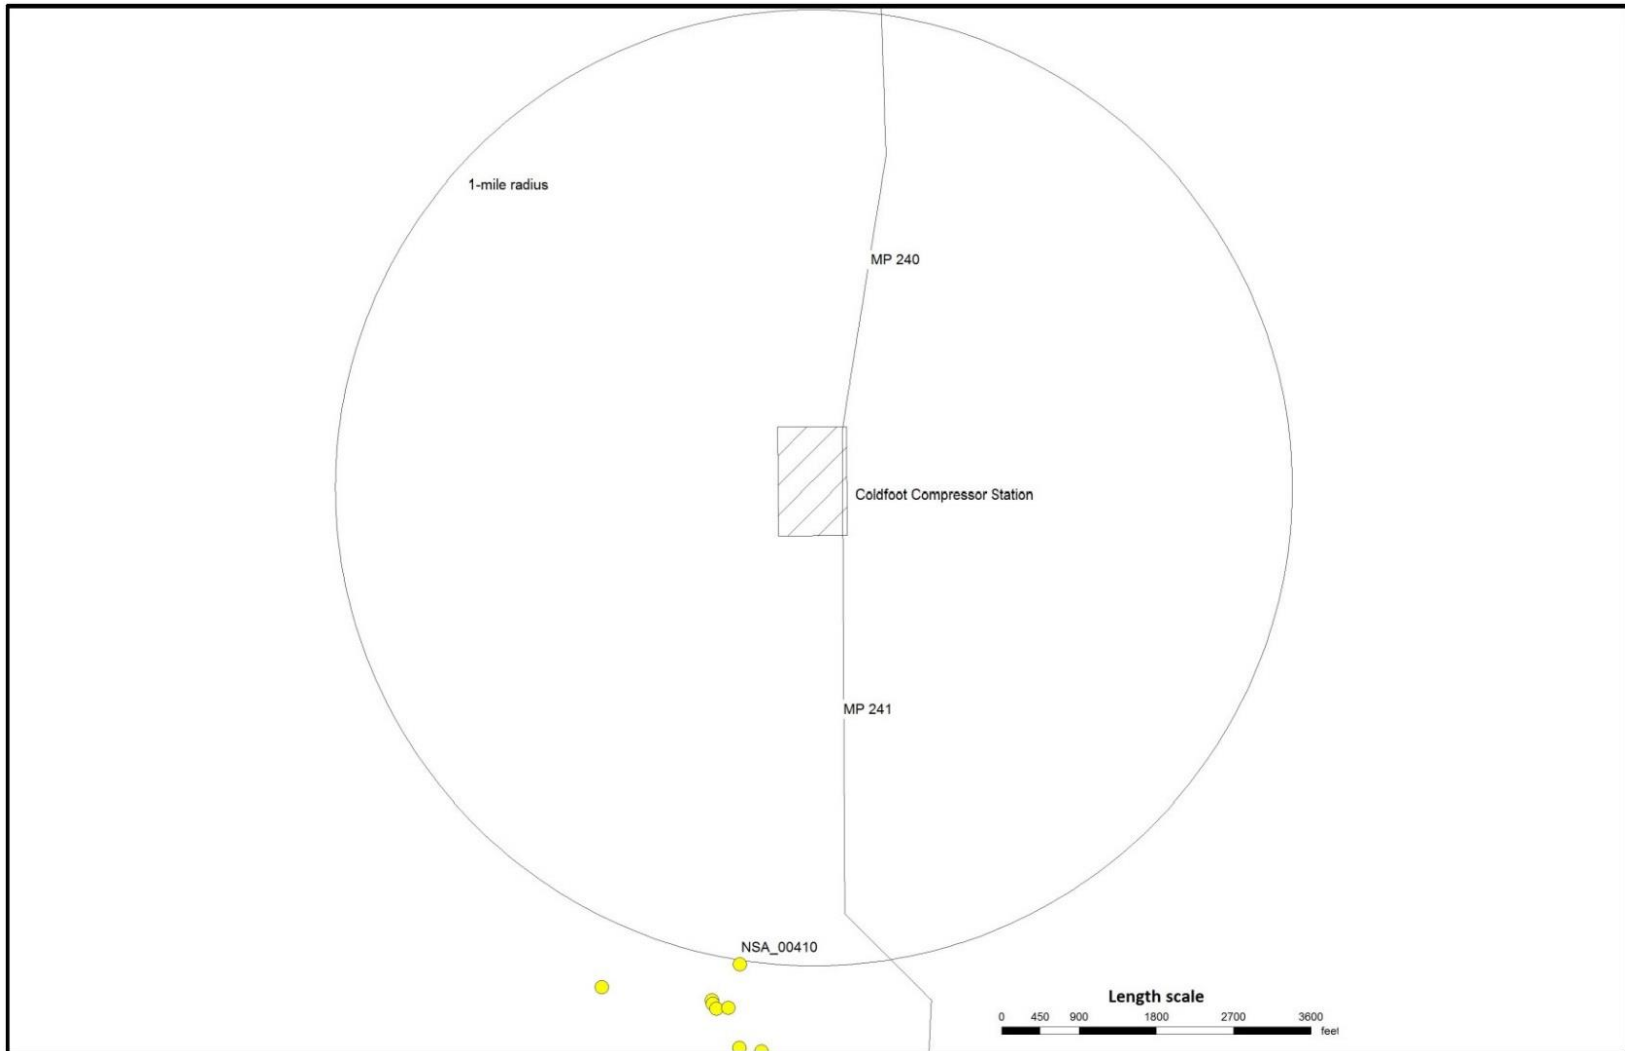 1-mile radius
MP 240
Coldfoot Compressor Station
MP 241
NSA_00410
Length scale
0 450 900 1800 2700 3600
feet